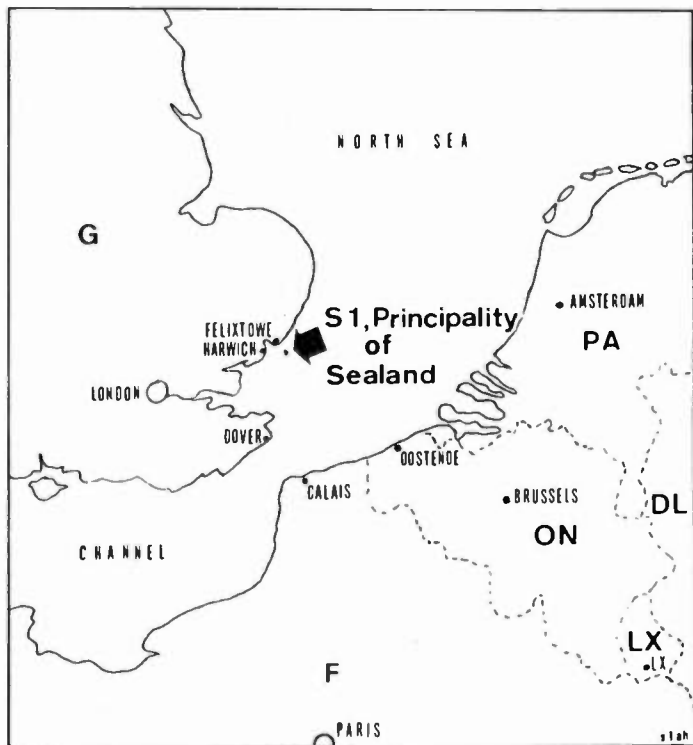 NORTH SEA
G
AMSTERDAM
S1, Principality
of
Sealand
FELIXTOWE
HARWICH
PA
LONDON
DOVER
OOSTENDE
CALAIS
BRUSSELS
DL
ON
CHANNEL
LX
LX
F
PARIS
slah